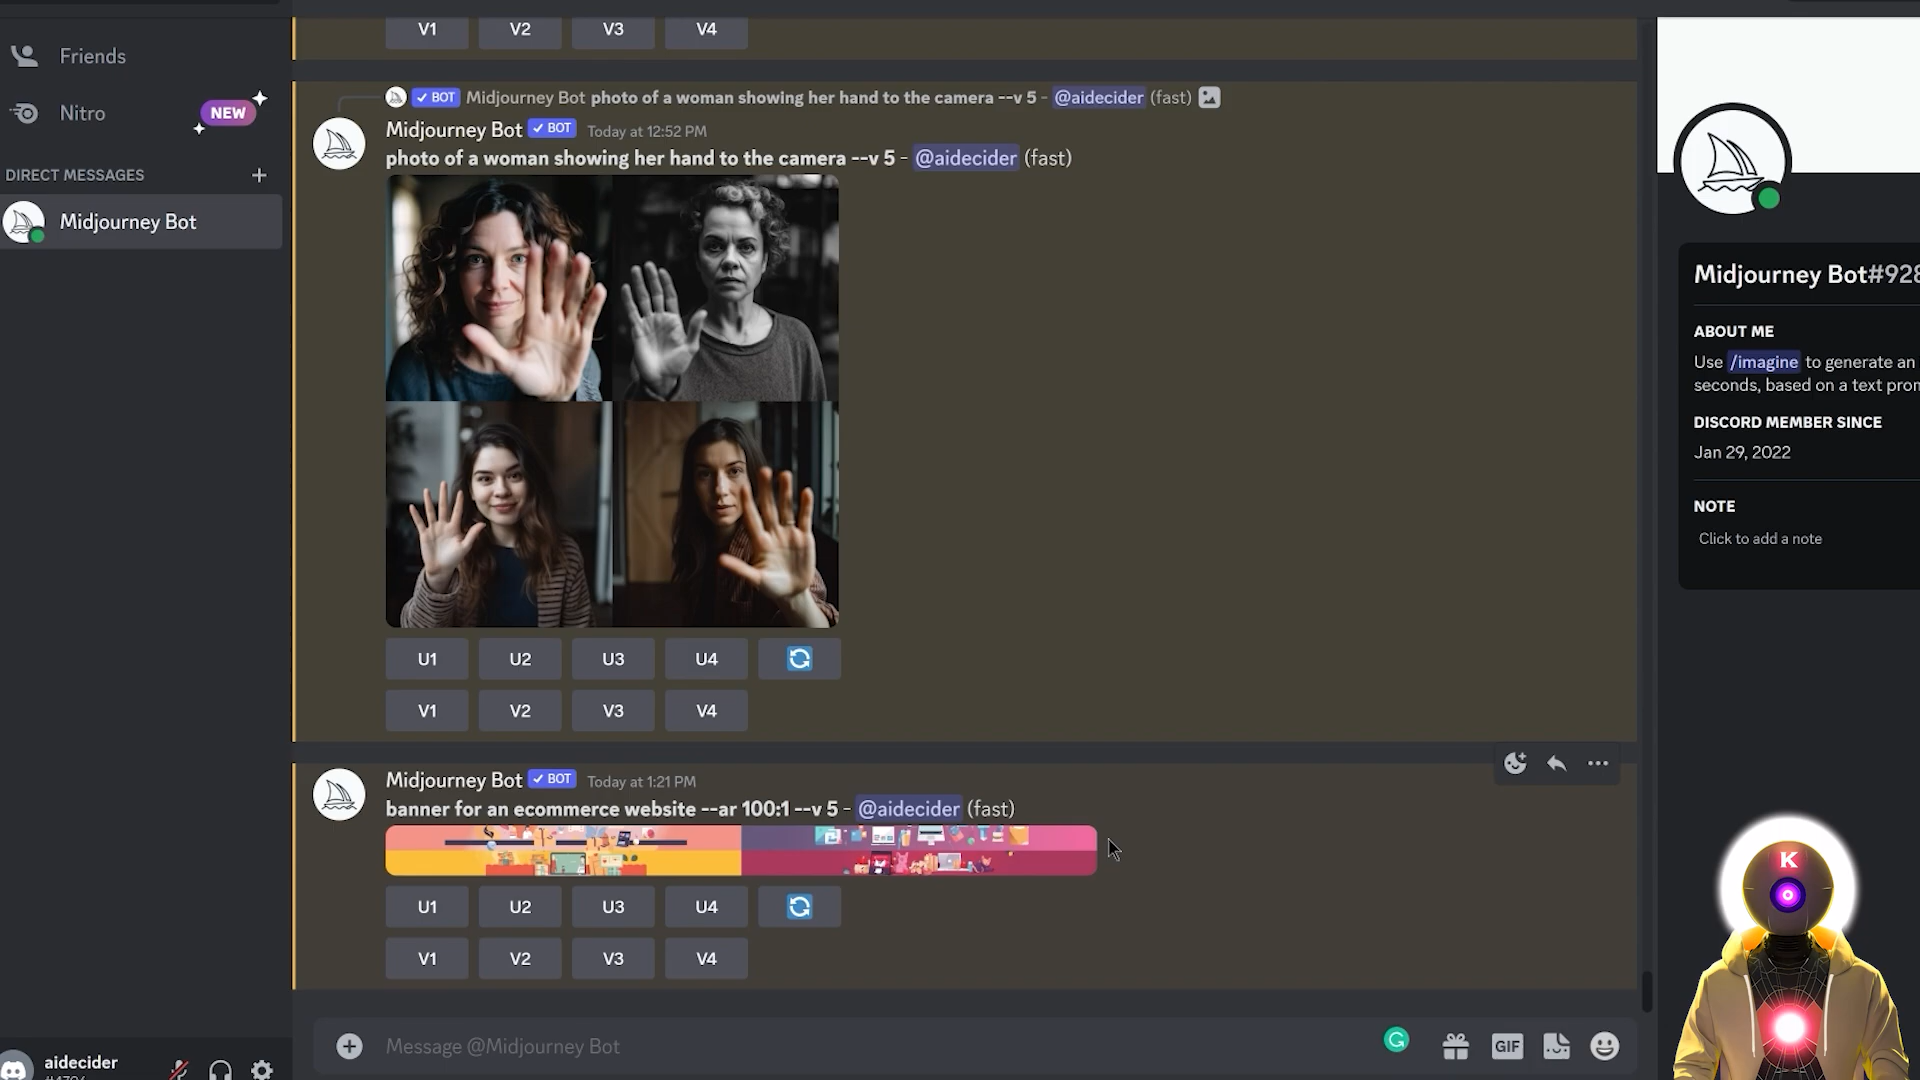 V1 V2 V3 V4
Friends
Nitro NEW
DIRECT MESSAGES
Midjourney Bot
BOT Midjourney Bot photo of a woman showing her hand to the camera --v 5 - @aidecider (fast)
Midjourney Bot BOT Today at 12:52 PM
photo of a woman showing her hand to the camera --v 5 - @aidecider (fast)
U1 U2 U3 U4
V1 V2 V3 V4
Midjourney Bot BOT Today at 1:21 PM
banner for an ecommerce website --ar 100:1 --v 5 - @aidecider (fast)
U1 U2 U3 U4
V1 V2 V3 V4
Message @Midjourney Bot
G
GIF
aidecider
Midjourney Bot#928
ABOUT ME
Use /imagine to generate an
seconds, based on a text pron
DISCORD MEMBER SINCE
Jan 29, 2022
NOTE
Click to add a note
K